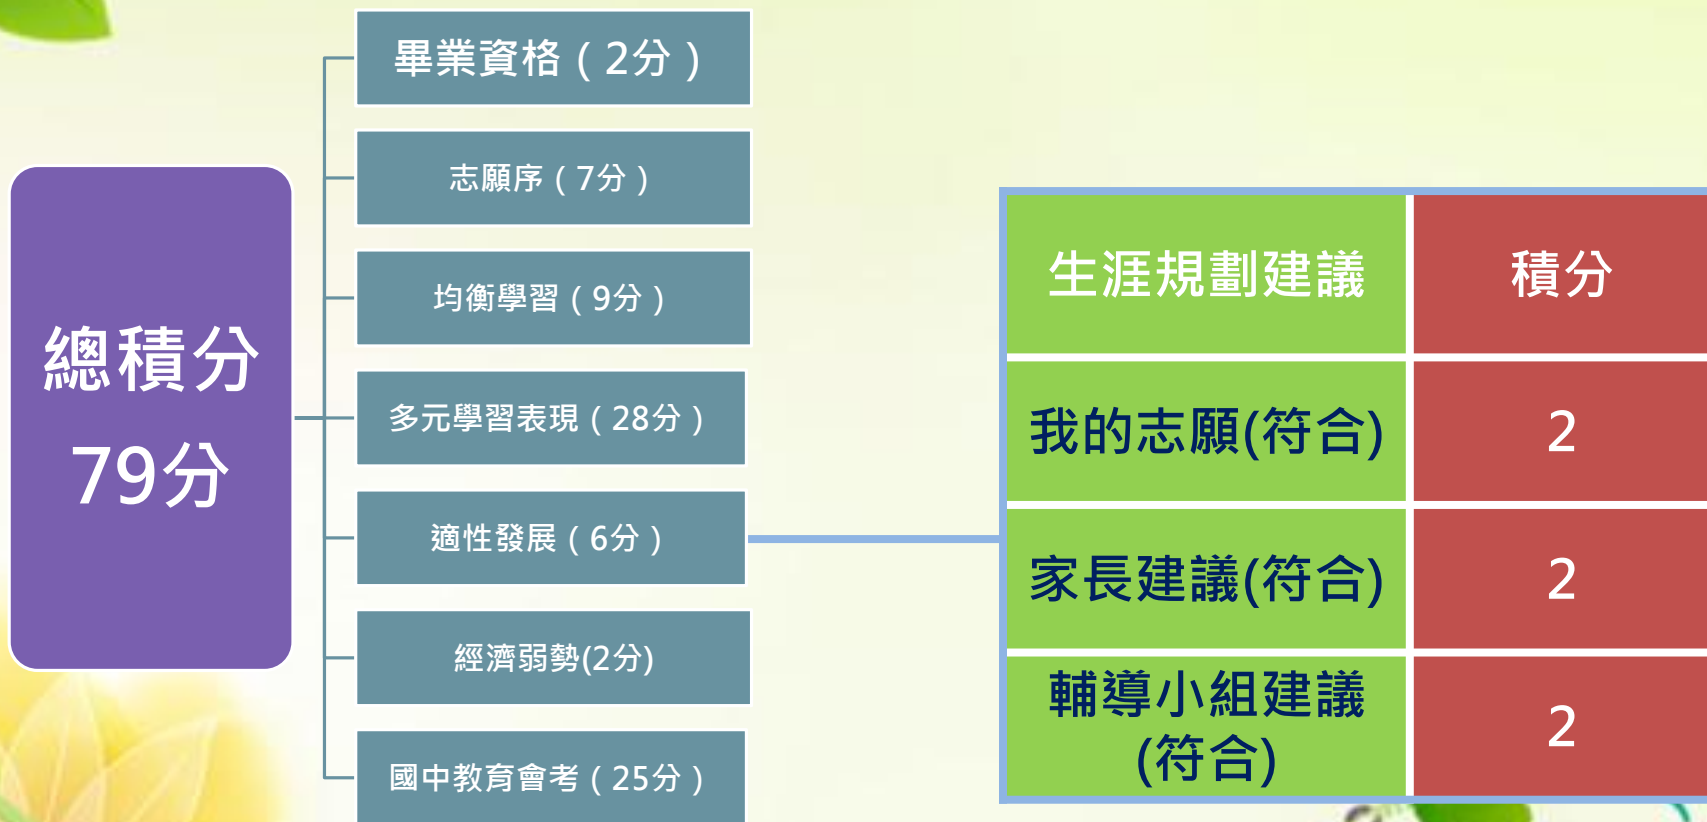 總積分
79分
畢業資格（2分）
志願序（7分）
均衡學習（9分）
多元學習表現（28分）
適性發展（6分）
經濟弱勢(2分)
國中教育會考（25分）
生涯規劃建議 積分
我的志願(符合) 2
家長建議(符合) 2
輔導小組建議
(符合) 2